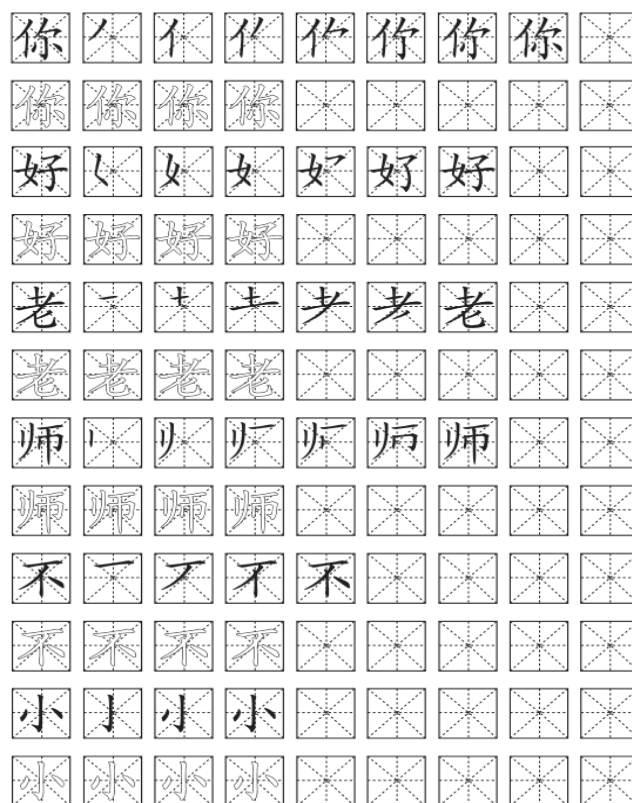 你 你
你 你 你 你
好 好
好 好 好 好
老 老
老 老 老 老
师 师
师 师 师 师
不 不
不 不 不 不
小 小
小 小 小 小